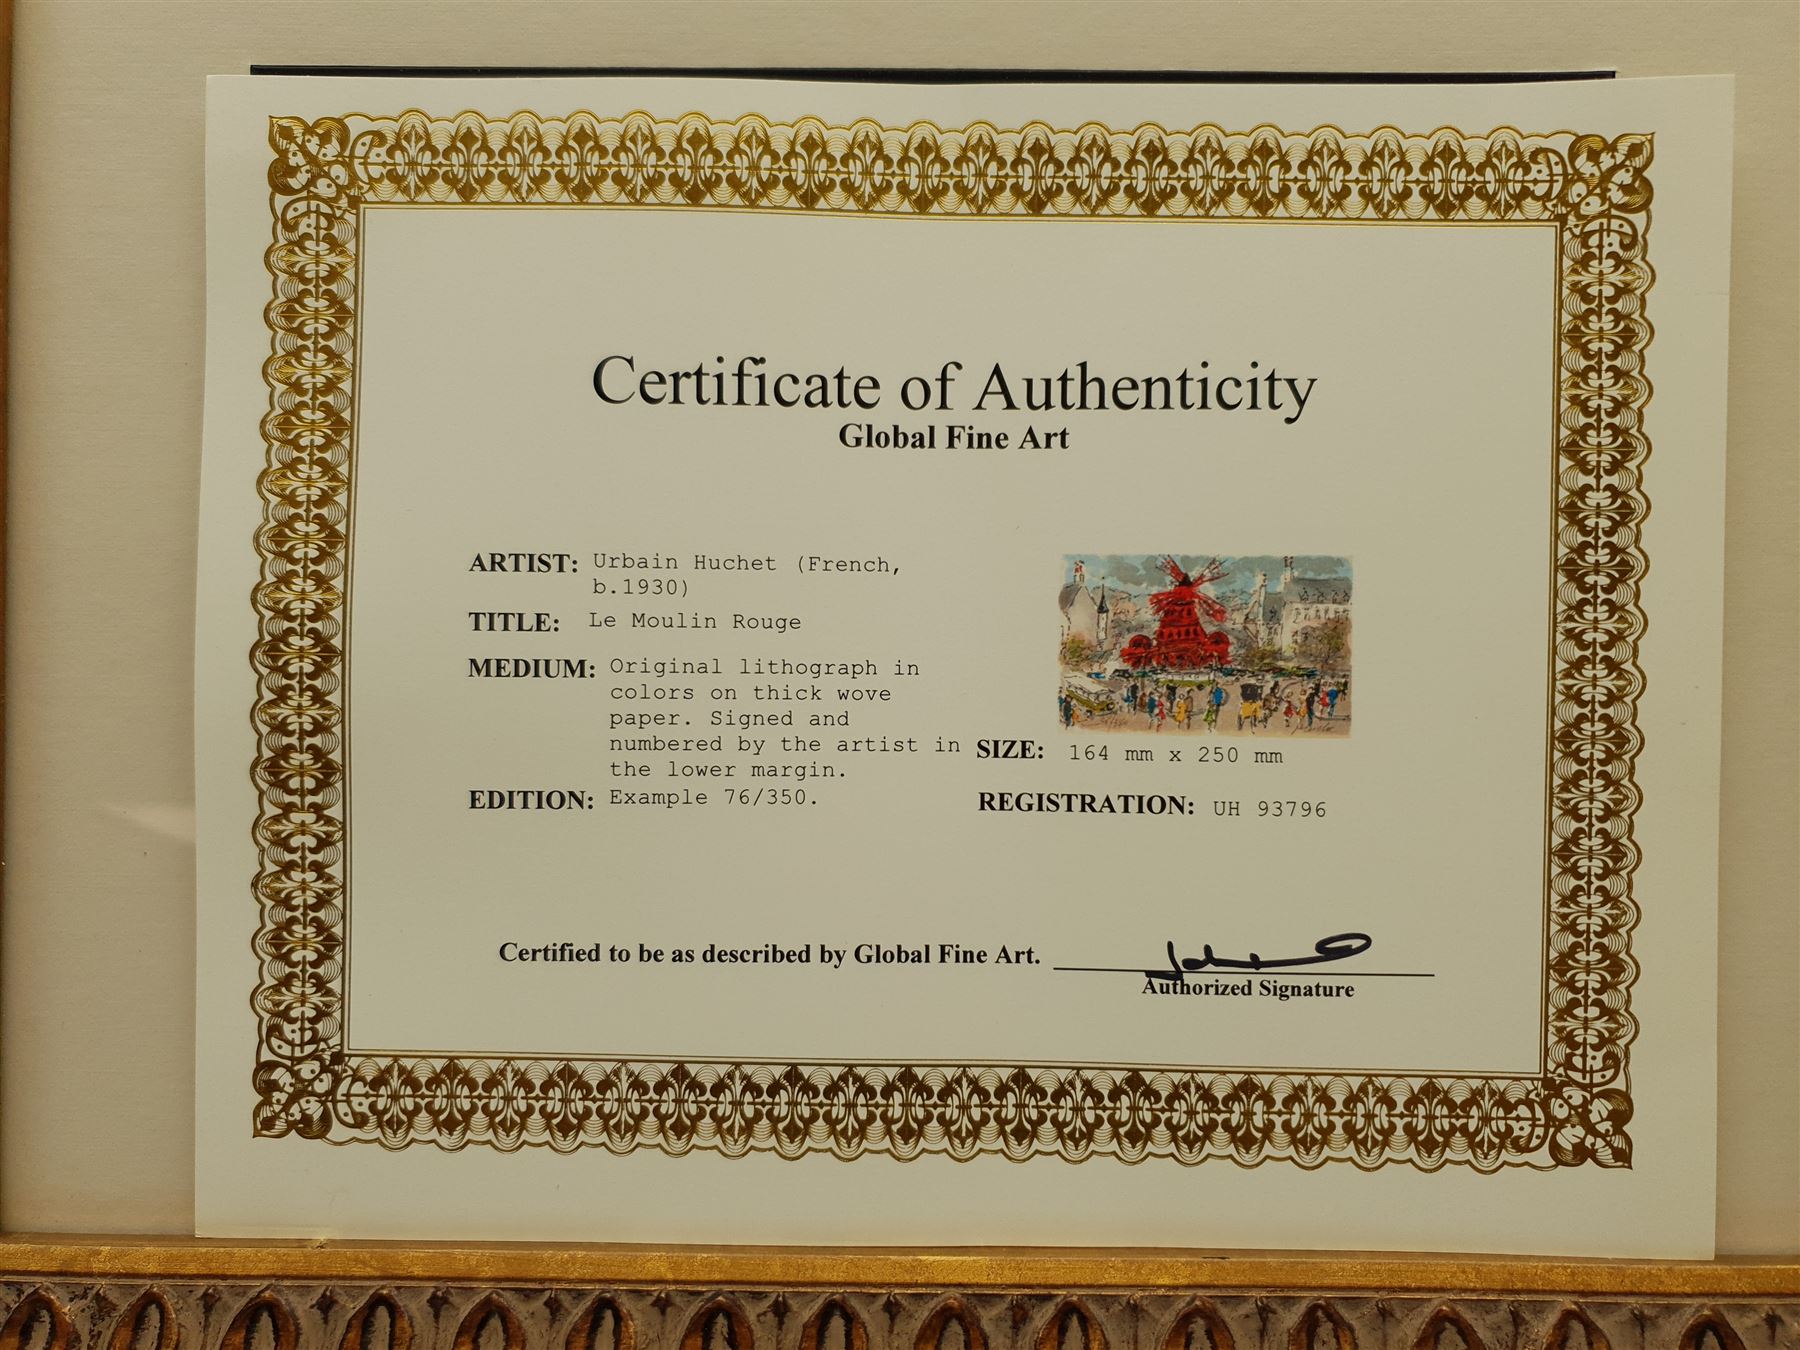 Certificate of Authenticity
Global Fine Art
ARTIST: Urbain Huchet (French,
b.1930)
TITLE: Le Moulin Rouge
MEDIUM: Original lithograph in
colors on thick wove
paper. Signed and
numbered by the artist in
the lower margin.
EDITION: Example 76/350.
SIZE: 164 mm x 250 mm
REGISTRATION: UH 93796
Certified to be as described by Global Fine Art.
Authorized Signature